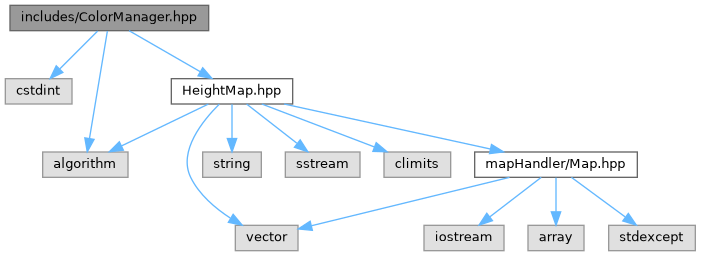 includes/ColorManager.hpp
cstdint
HeightMap.hpp
algorithm
string
sstream
climits
mapHandler/Map.hpp
vector
iostream
array
stdexcept